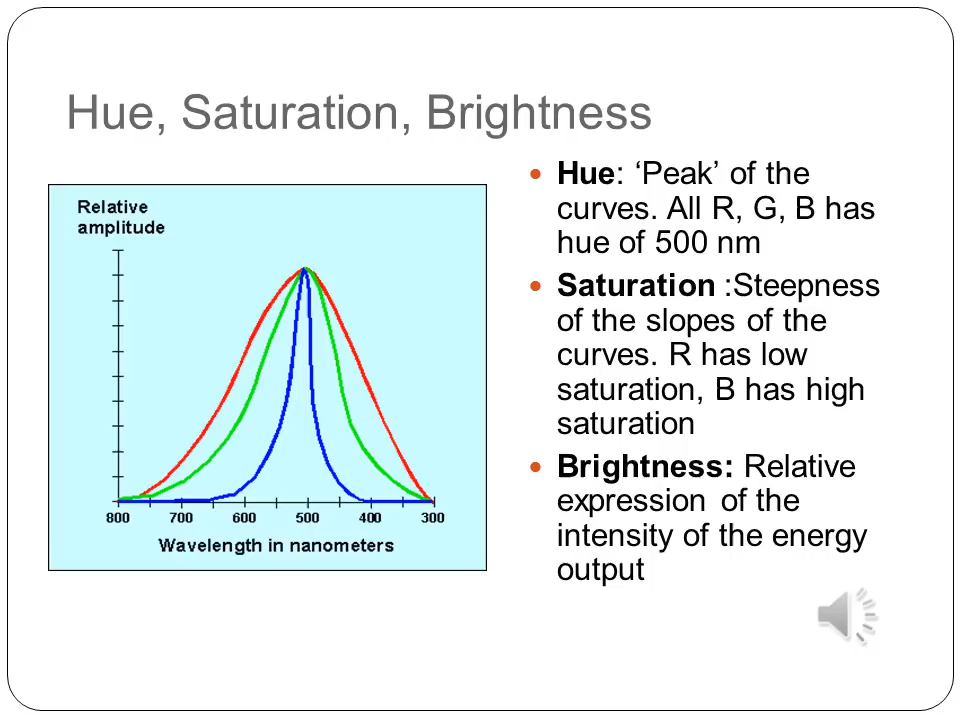 Hue, Saturation, Brightness
Relative
amplitude
800 700 600 500 400 300
Wavelength in nanometers
Hue: ‘Peak’ of the
curves. All R, G, B has
hue of 500 nm
Saturation :Steepness
of the slopes of the
curves. R has low
saturation, B has high
saturation
Brightness: Relative
expression of the
intensity of the energy
output